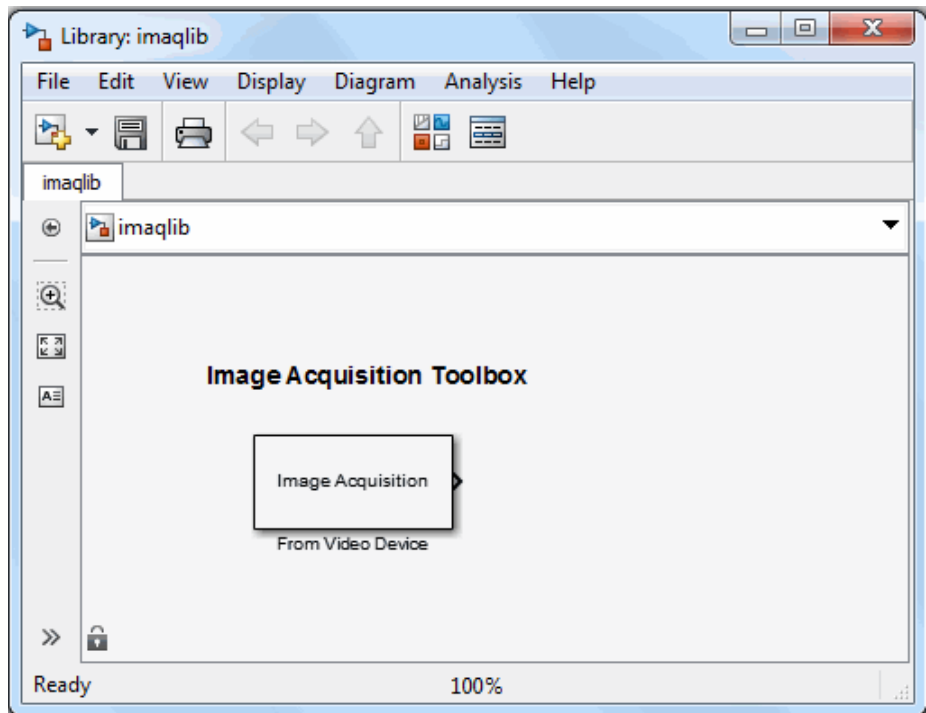 Library: imaqlib
File Edit View Display Diagram Analysis Help
imaqlib
imaqlib
Image Acquisition Toolbox
Image Acquisition
From Video Device
Ready 100%